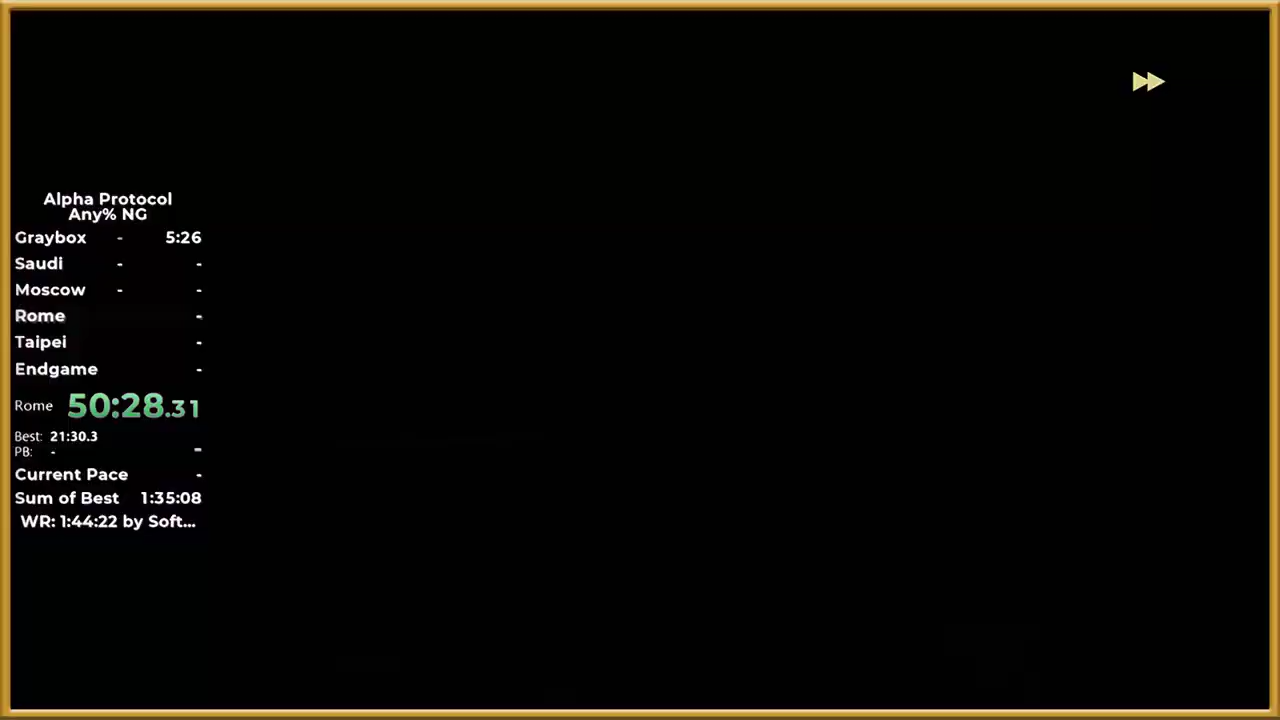 Alpha Protocol
Any% NG
Graybox - 5:26
Saudi - -
Moscow - -
Rome -
Taipei -
Endgame -
Rome 50:28.31
Best: 21:30.3
PB: - -
Current Pace -
Sum of Best 1:35:08
WR: 1:44:22 by Soft...